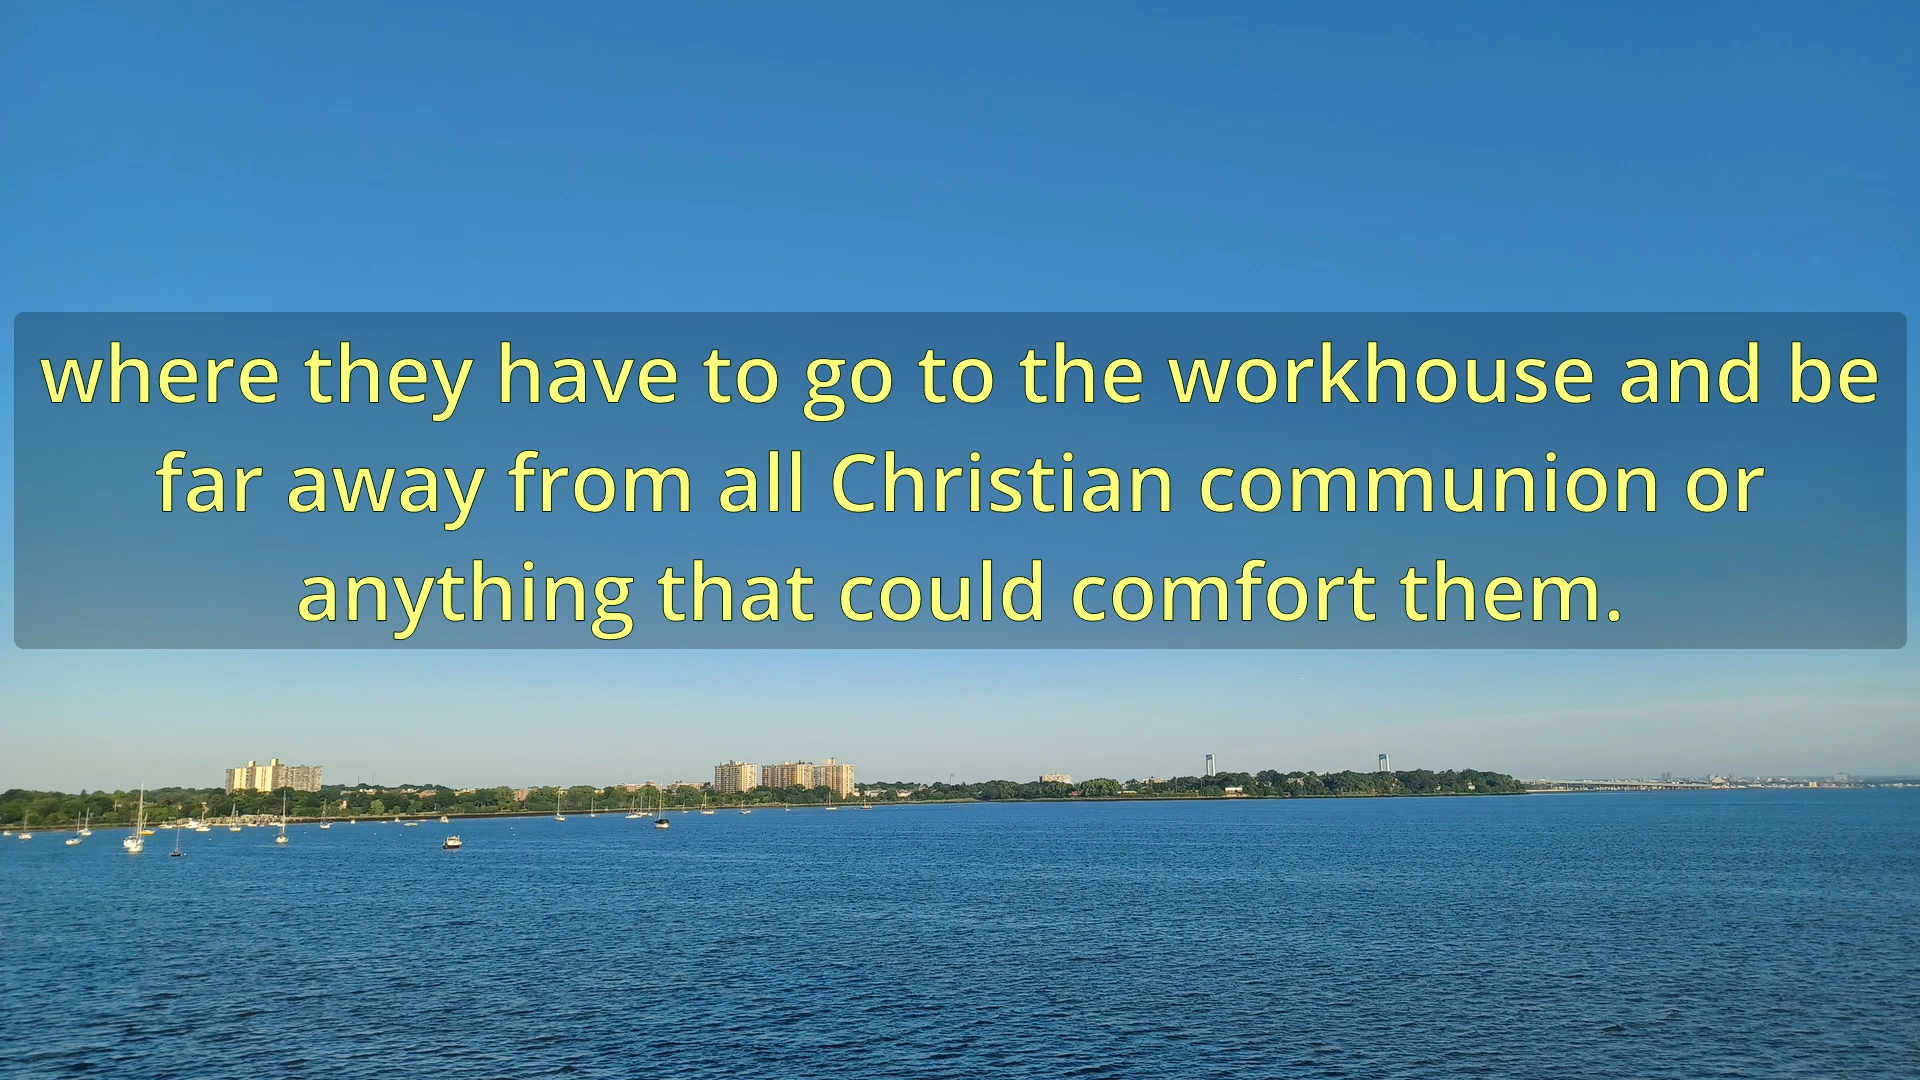 where they have to go to the workhouse and be
far away from all Christian communion or
anything that could comfort them.